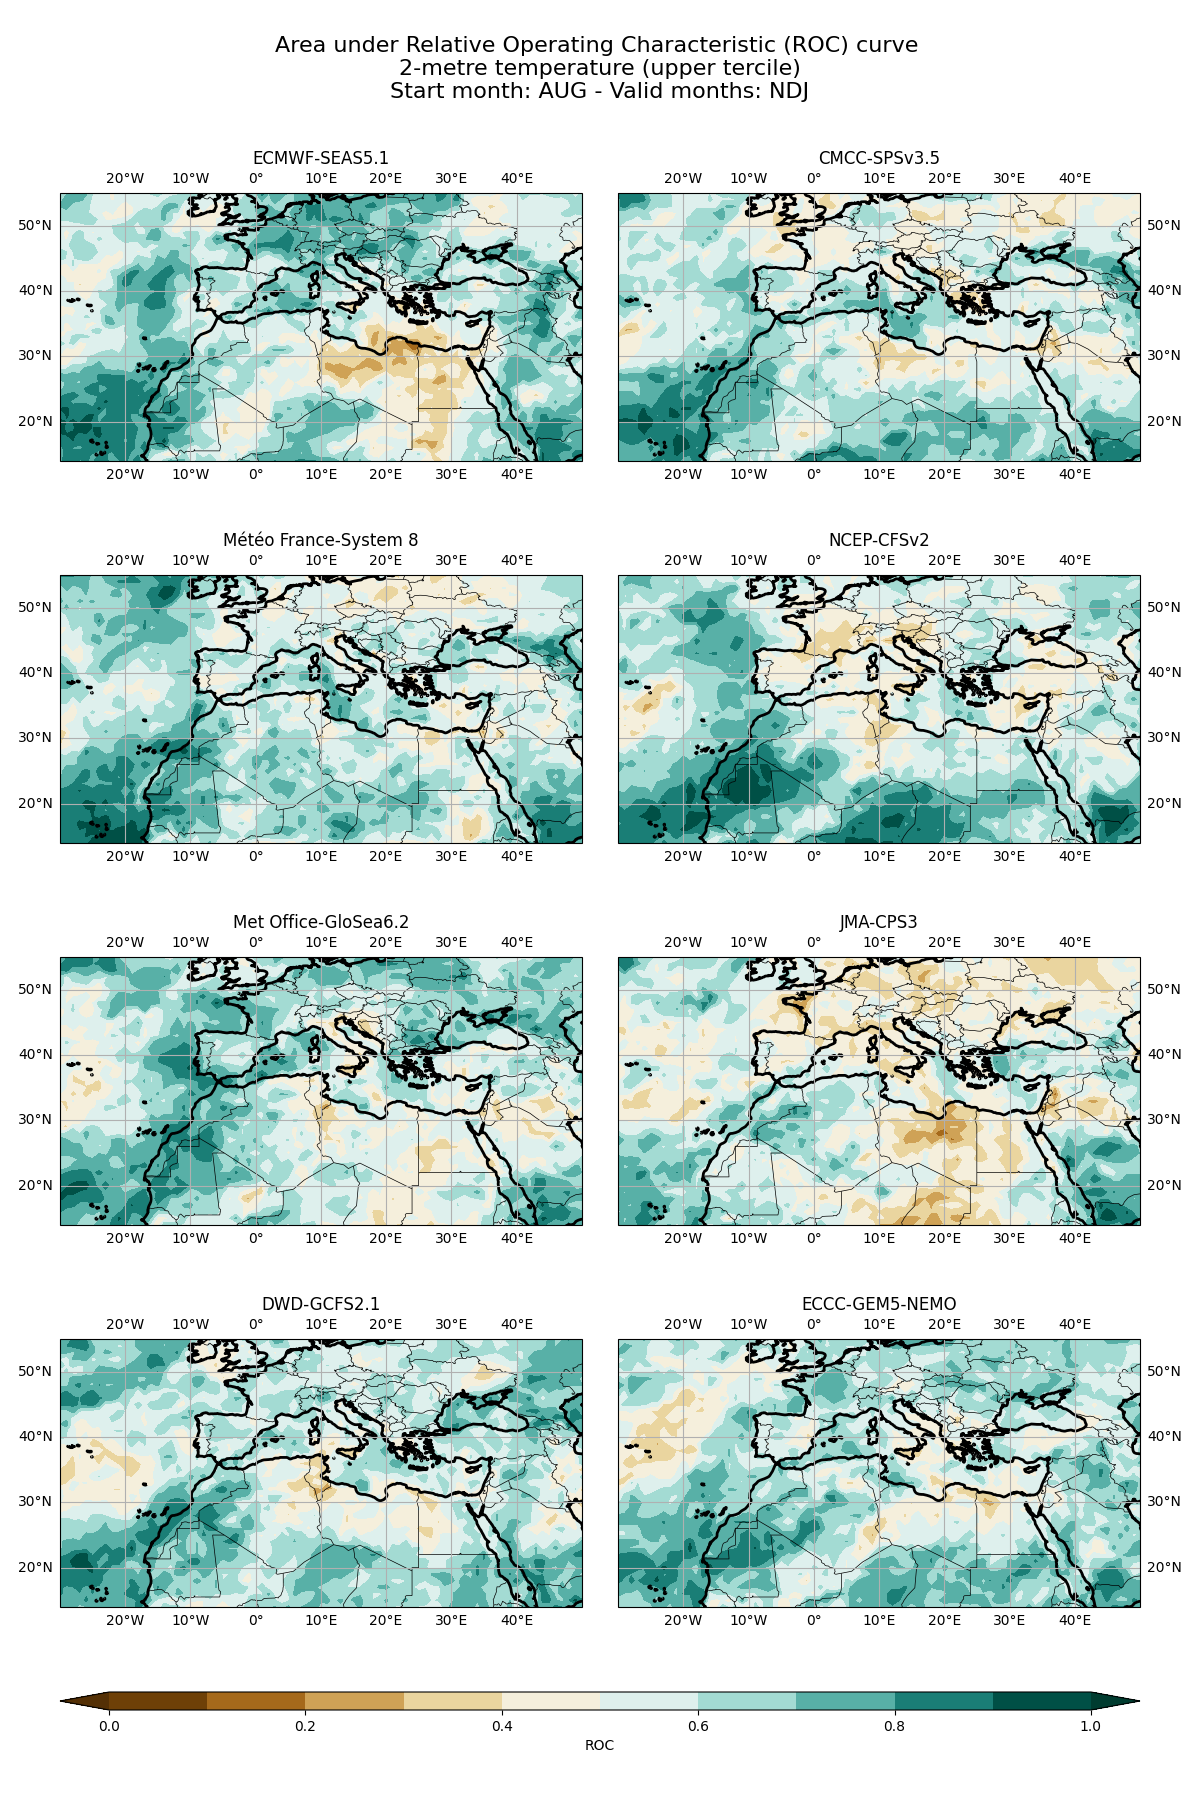 Area under Relative Operating Characteristic (ROC) curve
2-metre temperature (upper tercile)
Start month: AUG - Valid months: NDJ
ECMWF-SEAS5.1
20°W 10°W 0° 10°E 20°E 30°E 40°E
50°N
40°N
30°N
20°N
20°W 10°W 0° 10°E 20°E 30°E 40°E
CMCC-SPSv3.5
20°W 10°W 0° 10°E 20°E 30°E 40°E
50°N
40°N
30°N
20°N
20°W 10°W 0° 10°E 20°E 30°E 40°E
Météo France-System 8
20°W 10°W 0° 10°E 20°E 30°E 40°E
50°N
40°N
30°N
20°N
20°W 10°W 0° 10°E 20°E 30°E 40°E
NCEP-CFSv2
20°W 10°W 0° 10°E 20°E 30°E 40°E
50°N
40°N
30°N
20°N
20°W 10°W 0° 10°E 20°E 30°E 40°E
Met Office-GloSea6.2
20°W 10°W 0° 10°E 20°E 30°E 40°E
50°N
40°N
30°N
20°N
20°W 10°W 0° 10°E 20°E 30°E 40°E
JMA-CPS3
20°W 10°W 0° 10°E 20°E 30°E 40°E
50°N
40°N
30°N
20°N
20°W 10°W 0° 10°E 20°E 30°E 40°E
DWD-GCFS2.1
20°W 10°W 0° 10°E 20°E 30°E 40°E
50°N
40°N
30°N
20°N
20°W 10°W 0° 10°E 20°E 30°E 40°E
ECCC-GEM5-NEMO
20°W 10°W 0° 10°E 20°E 30°E 40°E
50°N
40°N
30°N
20°N
20°W 10°W 0° 10°E 20°E 30°E 40°E
0.0 0.2 0.4 0.6 0.8 1.0
ROC